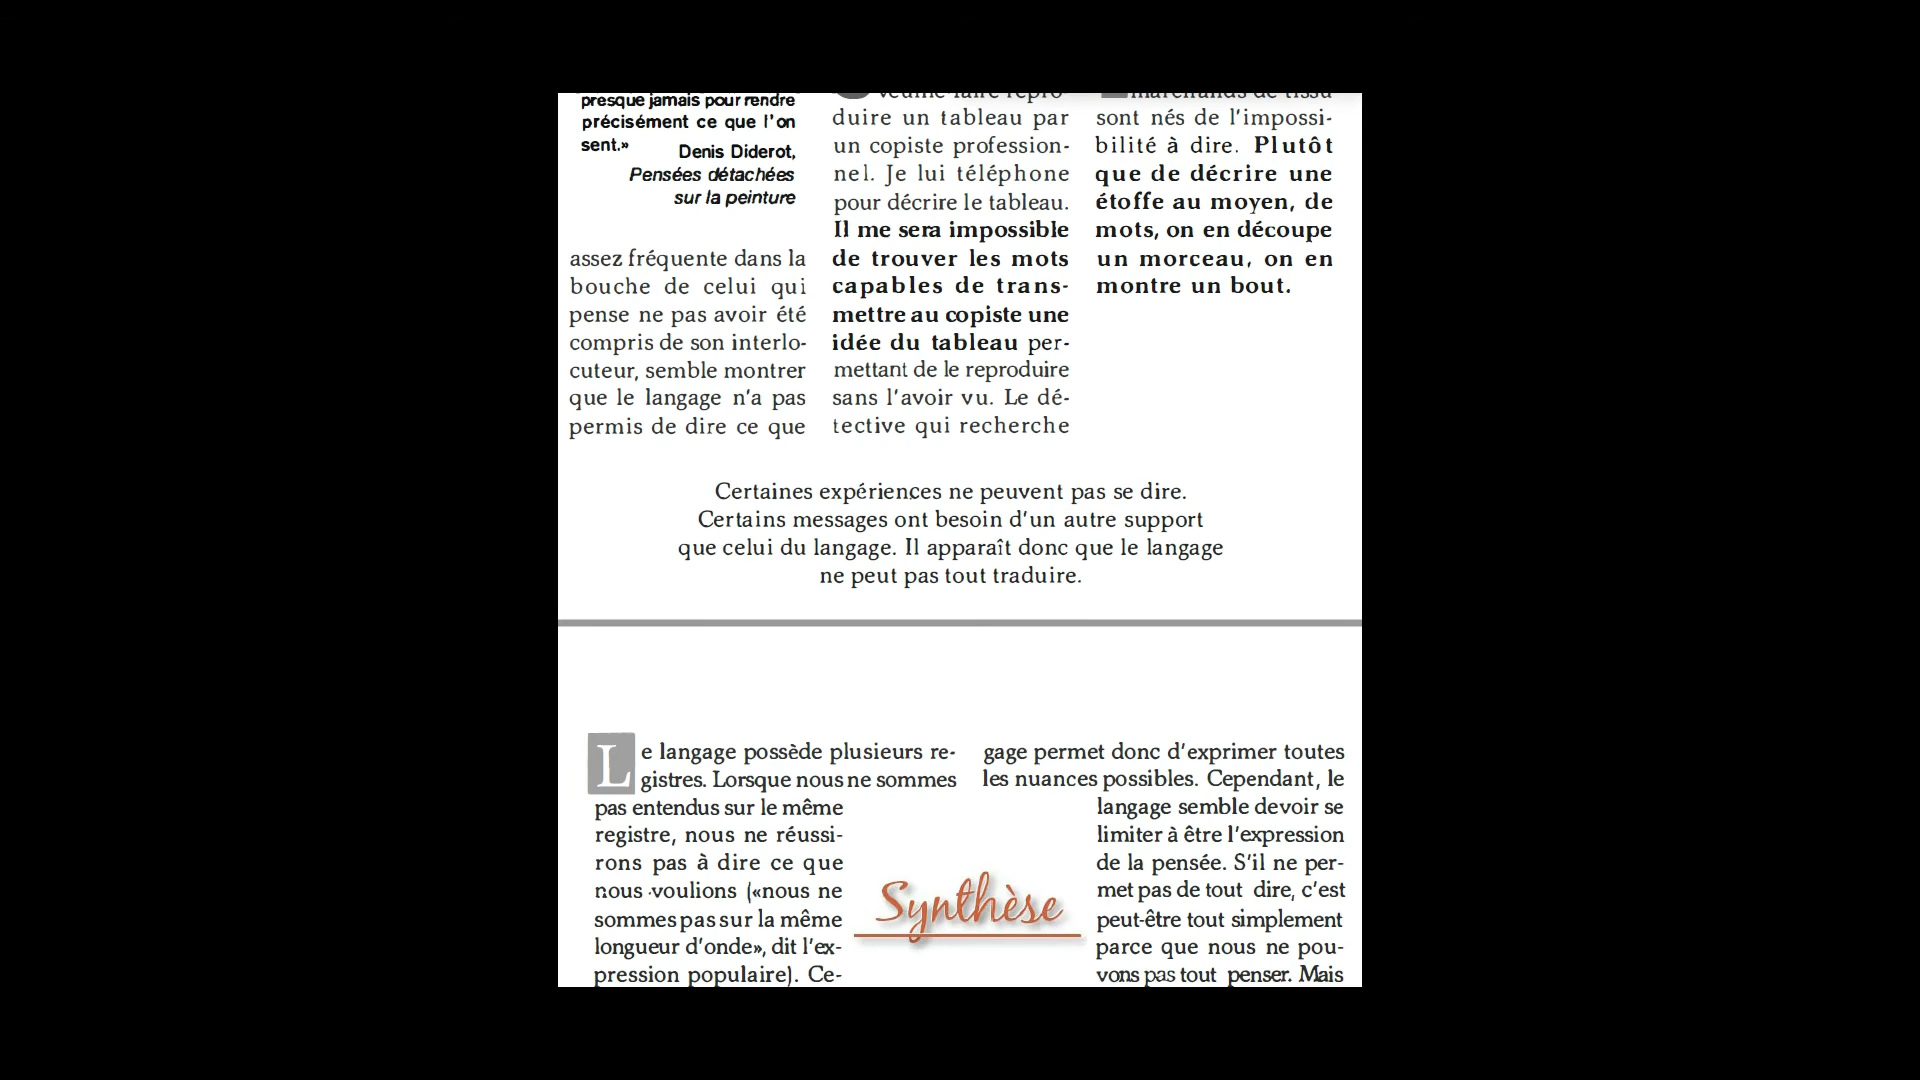 presque jamais pour rendre
précisément ce que l'on
sent.»
Denis Diderot,
Pensées détachées
sur la peinture
assez fréquente dans la
bouche de celui qui
pense ne pas avoir été
compris de son interlo-
cuteur, semble montrer
que le langage n'a pas
permis de dire ce que
veuille faire repro-
duire un tableau par
un copiste profession-
nel. Je lui téléphone
pour décrire le tableau.
Il me sera impossible
de trouver les mots
capables de trans-
mettre au copiste une
idée du tableau per-
mettant de le reproduire
sans l'avoir vu. Le dé-
tective qui recherche
marchands de tissu
sont nés de l'impossi-
bilité à dire. Plutôt
que de décrire une
étoffe au moyen, de
mots, on en découpe
un morceau, on en
montre un bout.
Certaines expériences ne peuvent pas se dire.
Certains messages ont besoin d'un autre support
que celui du langage. Il apparaît donc que le langage
ne peut pas tout traduire.
Le langage possède plusieurs re-
gistres. Lorsque nous ne sommes
pas entendus sur le même
registre, nous ne réussi-
rons pas à dire ce que
nous voulions («nous ne
sommes pas sur la même
longueur d'onde», dit l'ex-
pression populaire). Ce-
Synthèse
gage permet donc d'exprimer toutes
les nuances possibles. Cependant, le
langage semble devoir se
limiter à être l'expression
de la pensée. S'il ne per-
met pas de tout dire, c'est
peut-être tout simplement
parce que nous ne pou-
vons pas tout penser. Mais